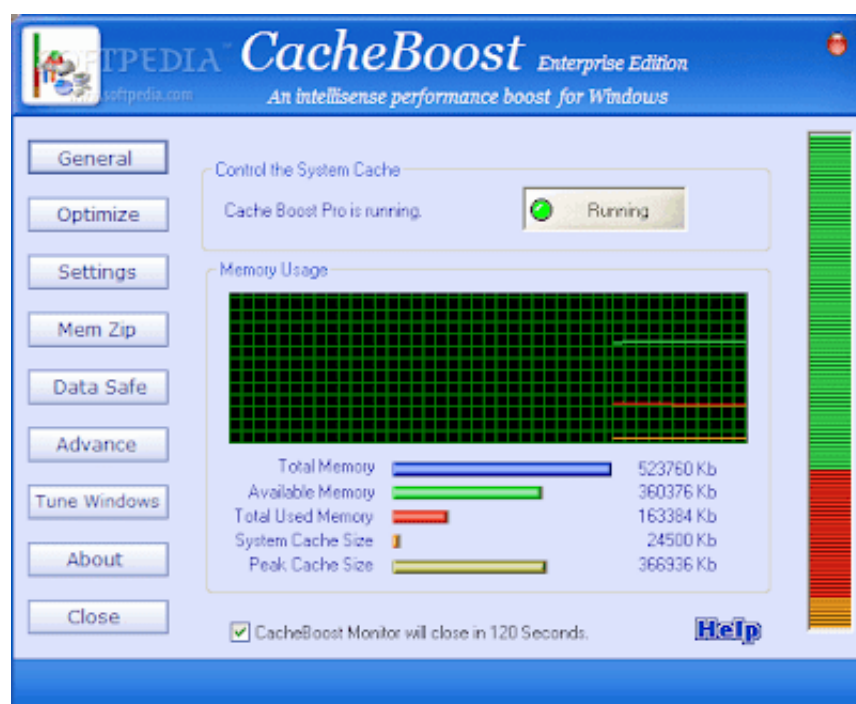 SOFTPEDIA™
www.softpedia.com
CacheBoost Enterprise Edition
An intellisense performance boost for Windows
General
Optimize
Settings
Mem Zip
Data Safe
Advance
Tune Windows
About
Close
Control the System Cache
Cache Boost Pro is running.
Running
Memory Usage
Total Memory 523760 Kb
Available Memory 360376 Kb
Total Used Memory 163384 Kb
System Cache Size 24500 Kb
Peak Cache Size 366936 Kb
CacheBoost Monitor will close in 120 Seconds.
Help